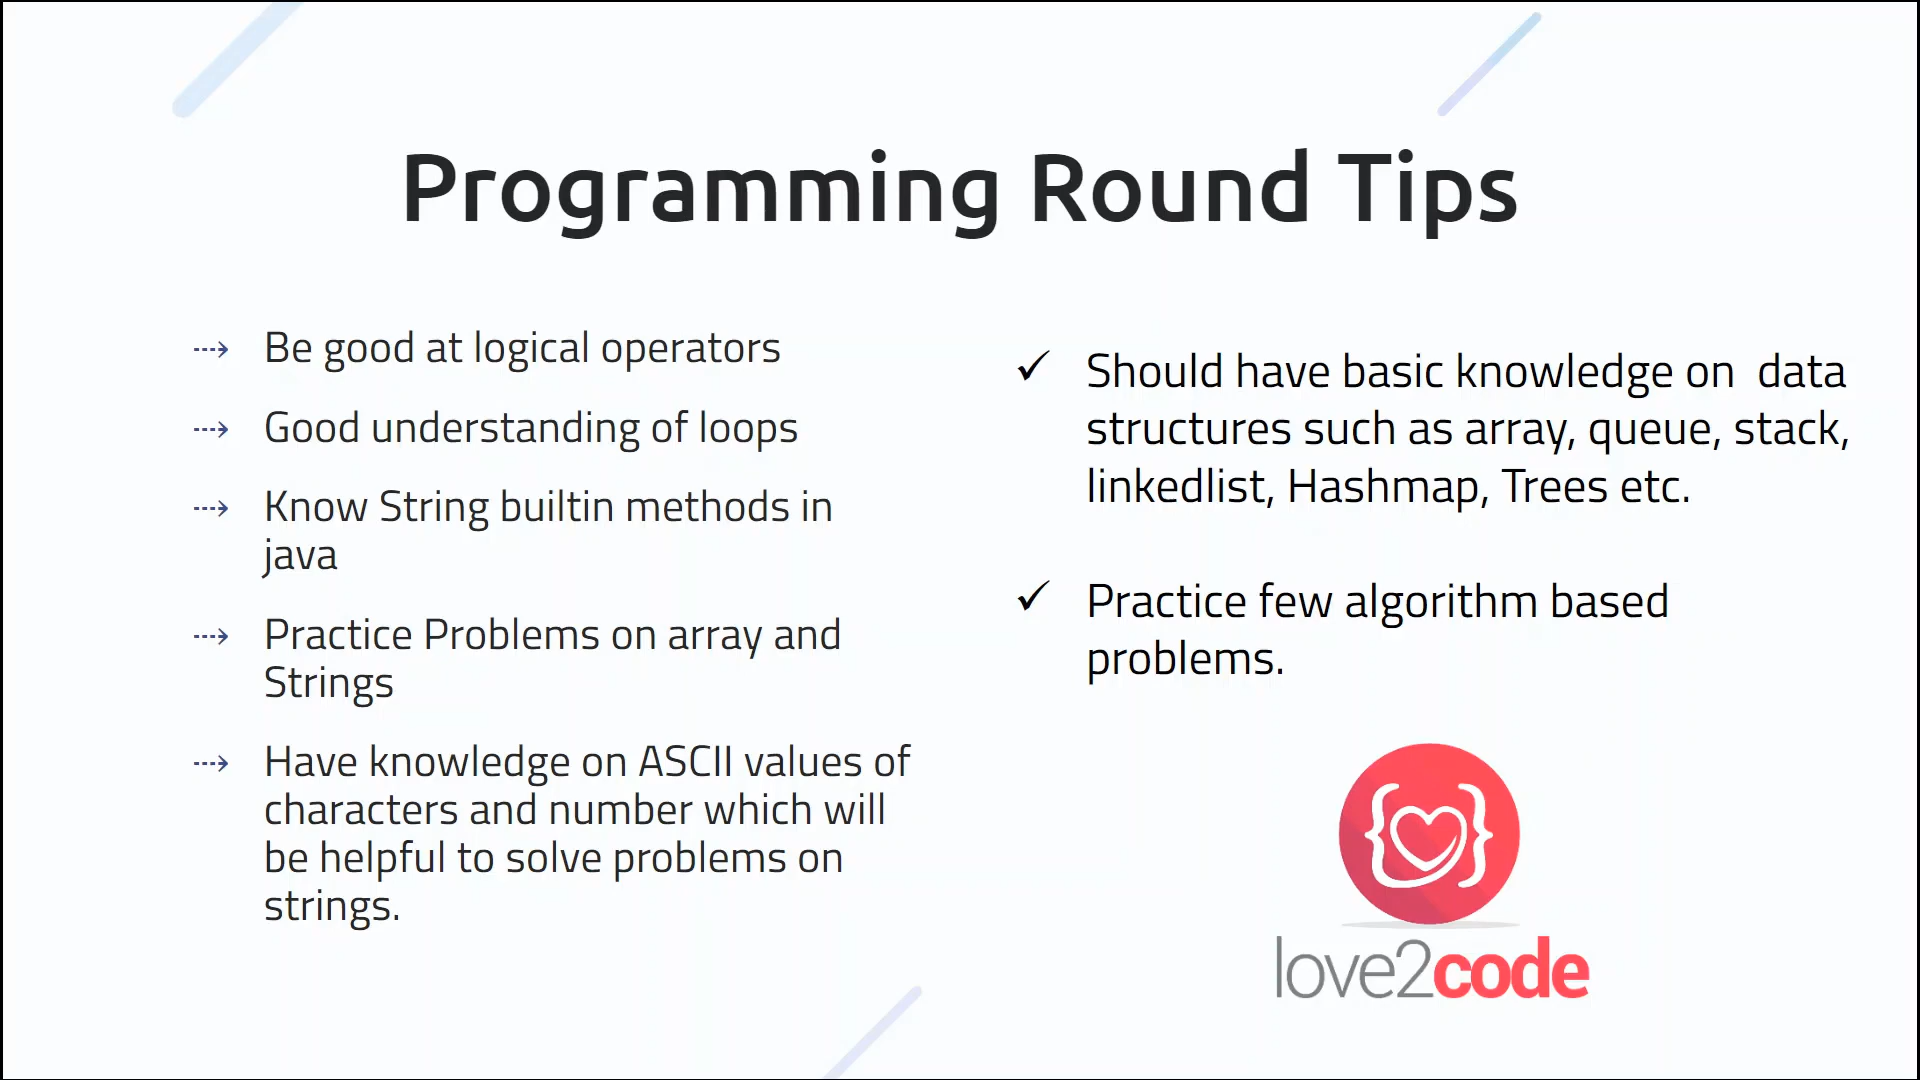 Programming Round Tips
Be good at logical operators
Good understanding of loops
Know String builtin methods in
java
Practice Problems on array and
Strings
Have knowledge on ASCII values of
characters and number which will
be helpful to solve problems on
strings.
Should have basic knowledge on data
structures such as array, queue, stack,
linkedlist, Hashmap, Trees etc.
Practice few algorithm based
problems.
love2code